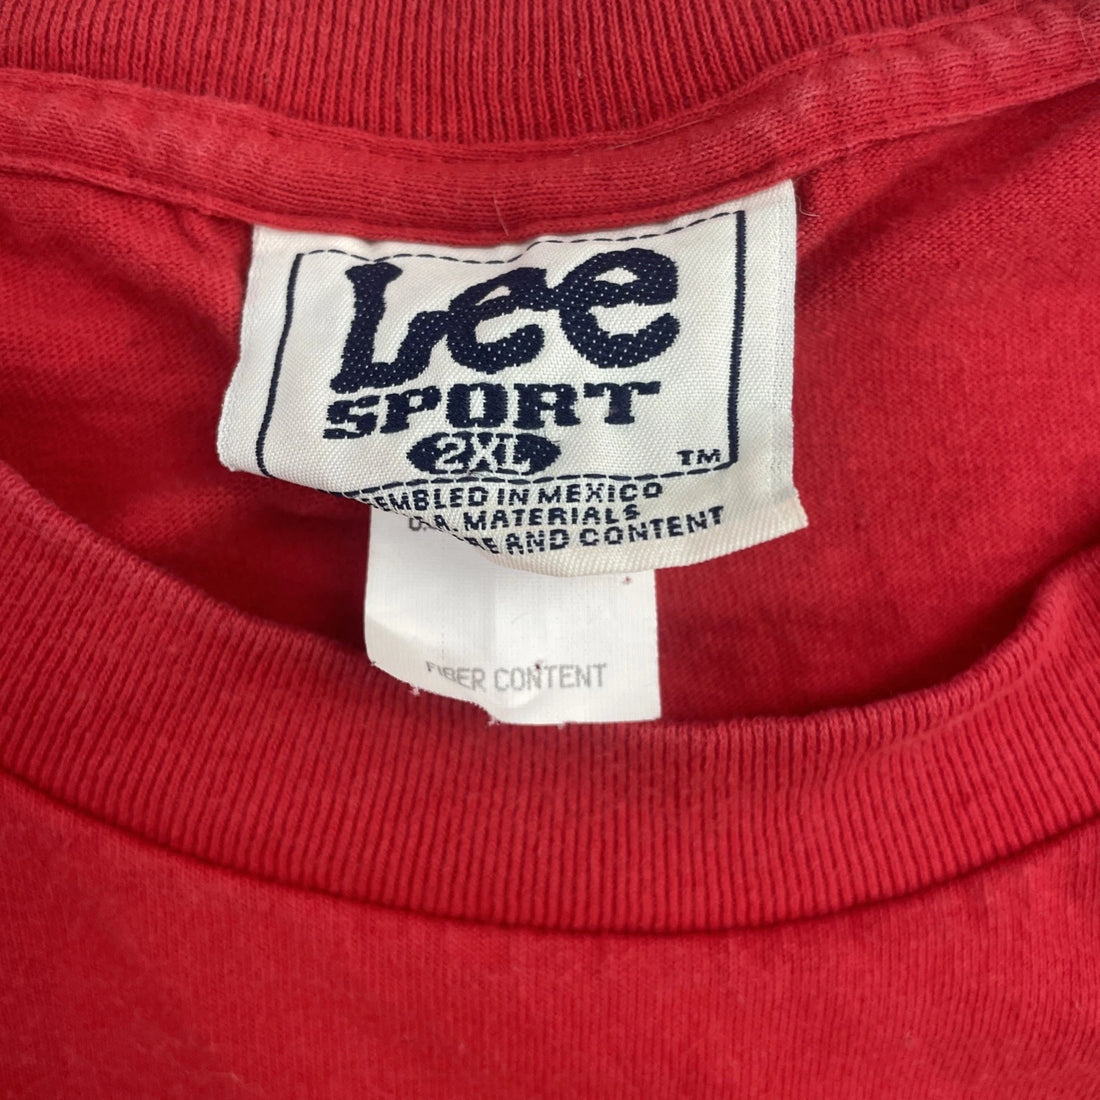 Lee
SPORT
2XL
TM
EMBLED IN MEXICO
A. MATERIALS
AND CONTENT
FIBER CONTENT